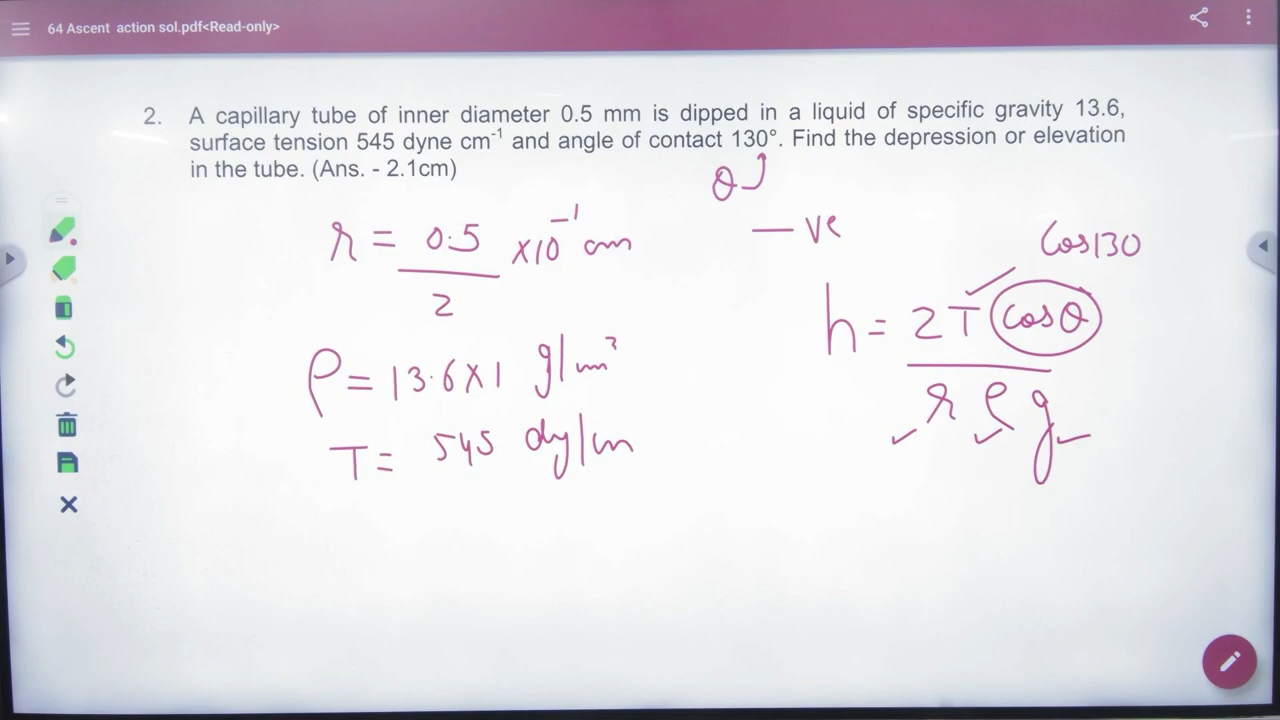 64 Ascent action sol.pdf<Read-only>
2. A capillary tube of inner diameter 0.5 mm is dipped in a liquid of specific gravity 13.6,
surface tension 545 dyne cm⁻¹ and angle of contact 130°. Find the depression or elevation
in the tube. (Ans. - 2.1cm)
θ
r = 0.5/2 ×10⁻¹ cm
— ve
cos130
h = 2T cosθ / r ρ g
ρ = 13.6×1 g/cm³
T = 545 dy/cm